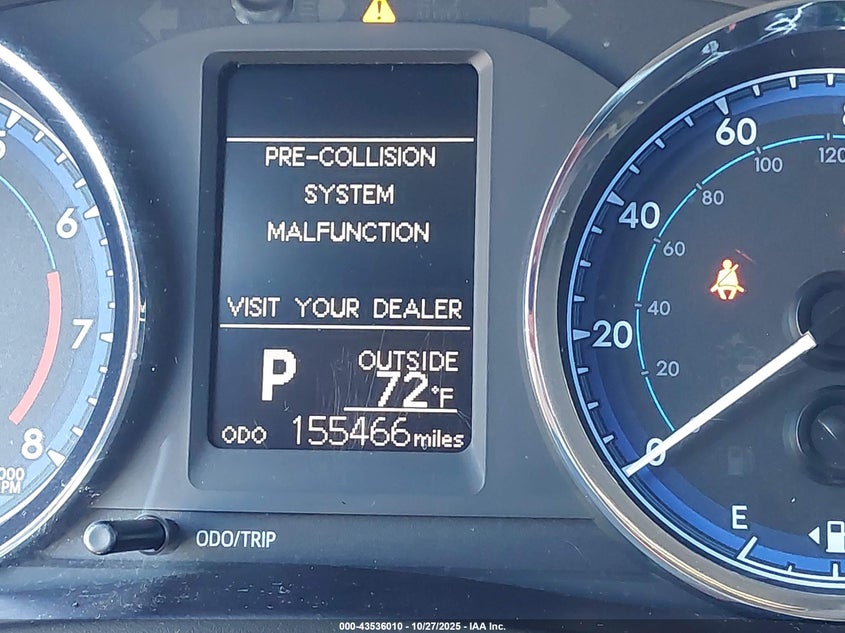 PRE-COLLISION
SYSTEM
MALFUNCTION
VISIT YOUR DEALER
P
OUTSIDE
72°F
ODO 155466 miles
ODO/TRIP
6
7
8
60
40
20
0
120
100
80
60
40
20
E
000-43536010 - 10/27/2025 - IAA Inc.